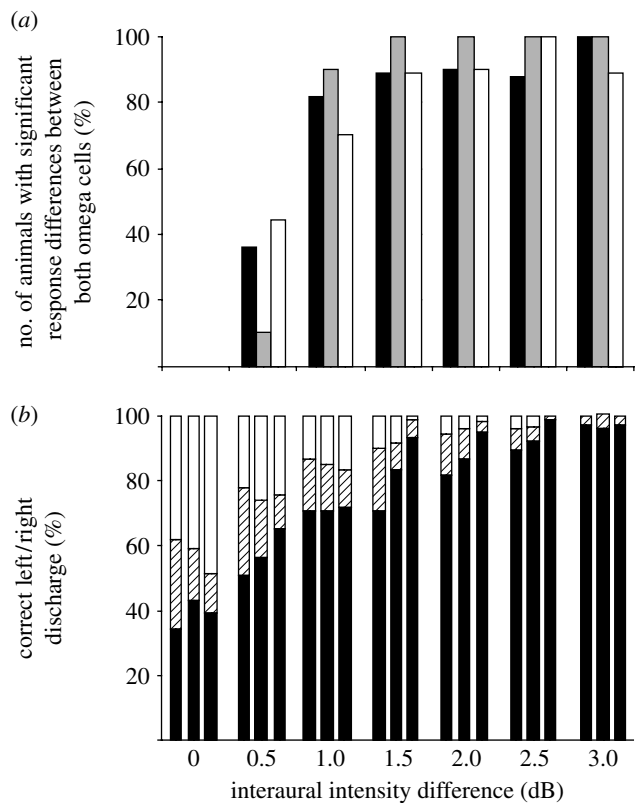 (a)
100
80
60
40
20
no. of animals with significant
response differences between
both omega cells (%)
(b)
100
80
60
40
20
correct left/right
discharge (%)
0 0.5 1.0 1.5 2.0 2.5 3.0
interaural intensity difference (dB)